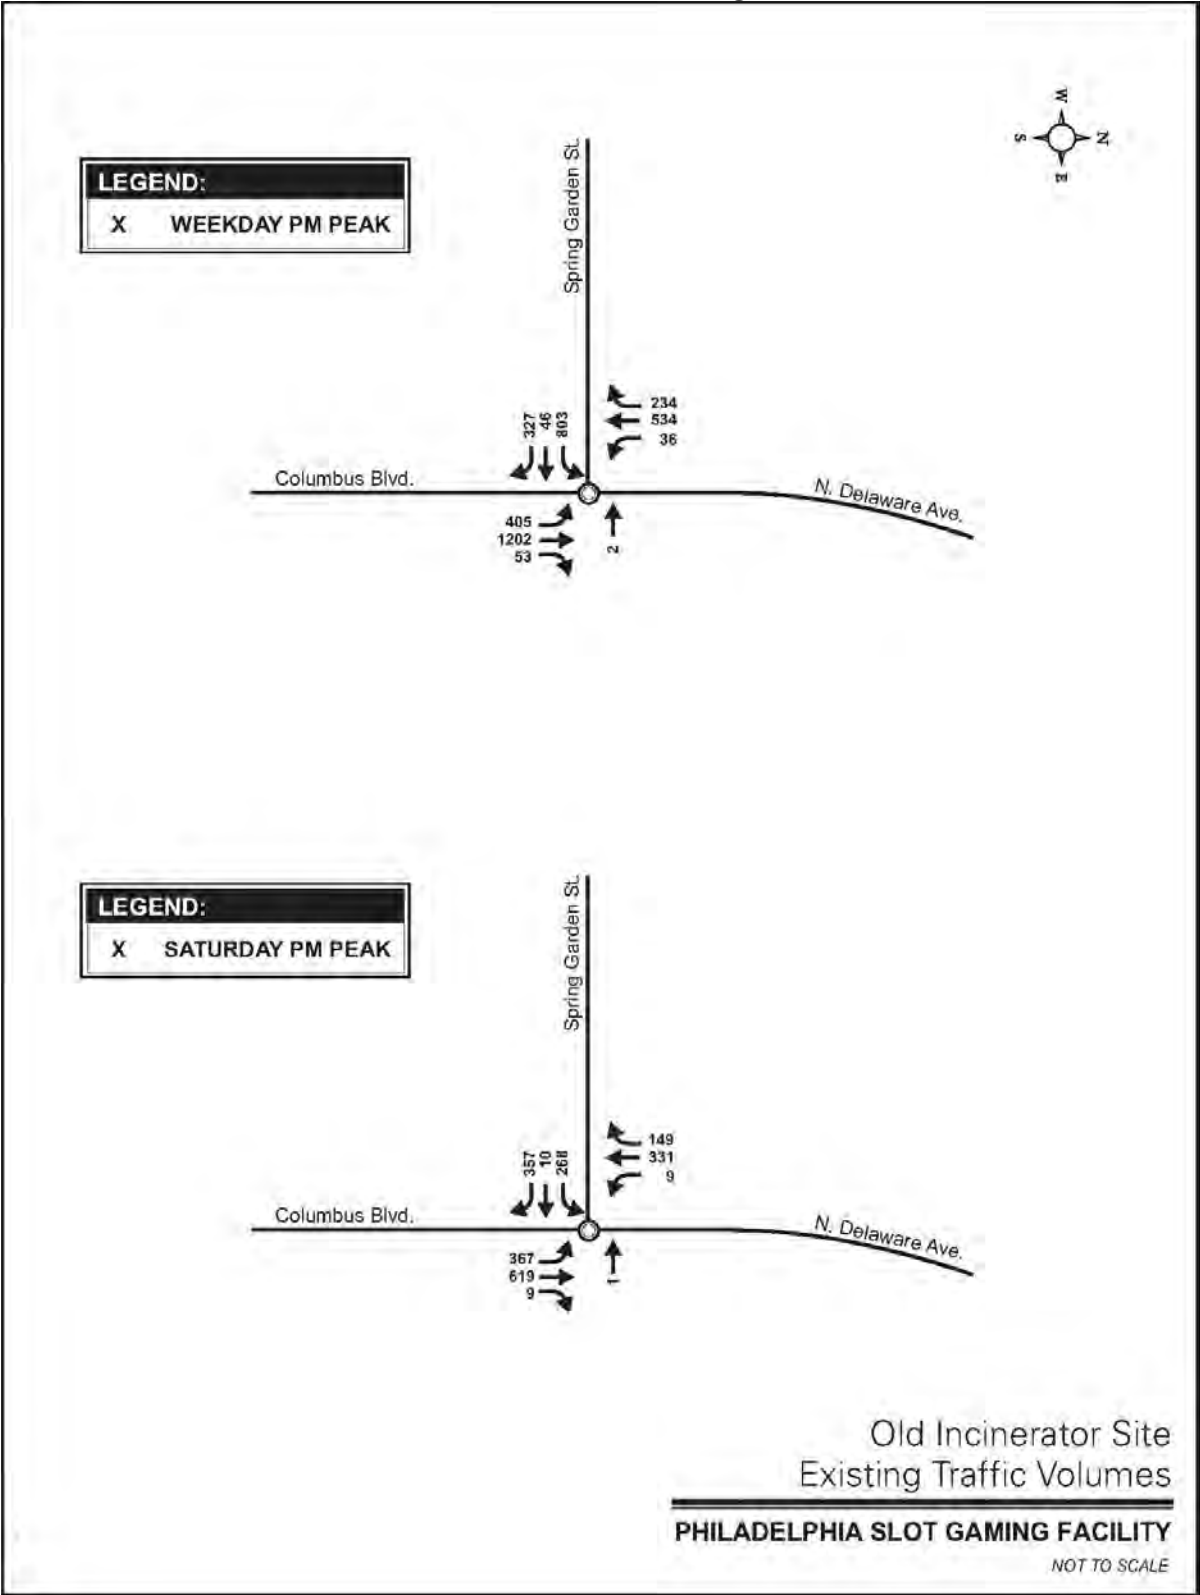 W
S N
E
LEGEND:
X WEEKDAY PM PEAK
Spring Garden St.
327 46 803
234
534
36
Columbus Blvd.
N. Delaware Ave.
405
1202
53
2
LEGEND:
X SATURDAY PM PEAK
Spring Garden St.
357 10 268
149
331
9
Columbus Blvd.
N. Delaware Ave.
367
619
9
1
Old Incinerator Site
Existing Traffic Volumes
PHILADELPHIA SLOT GAMING FACILITY
NOT TO SCALE